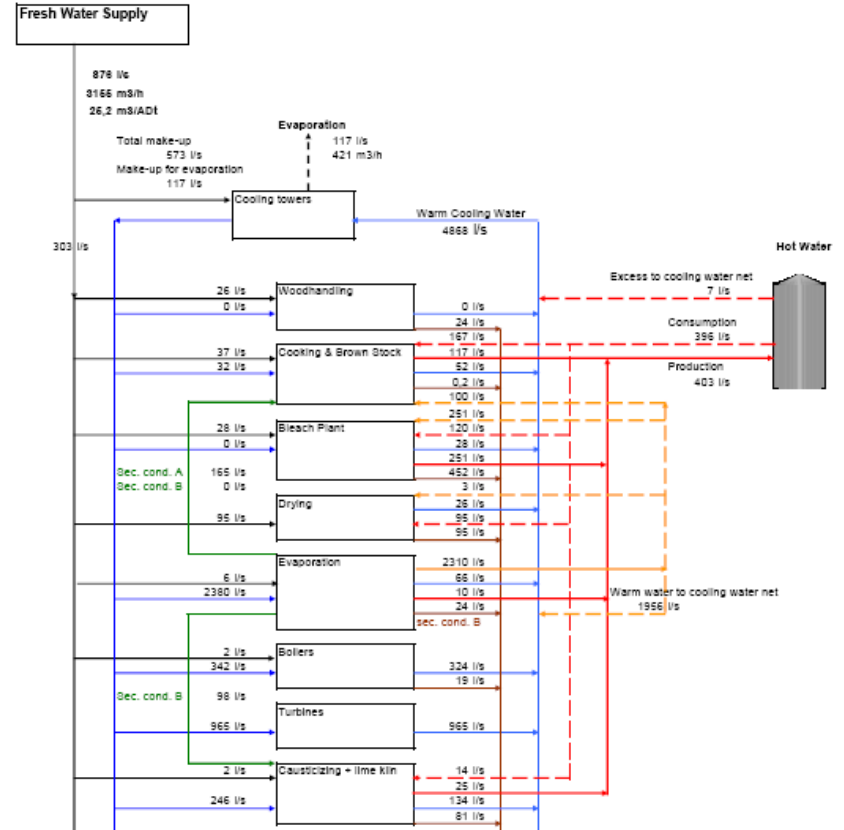 Fresh Water Supply
876 l/s
3155 m3/h
26,2 m3/ADt
Evaporation
Total make-up
117 l/s
573 l/s
421 m3/h
Make-up for evaporation
117 l/s
Cooling towers
Warm Cooling Water
4868 l/s
303 l/s
Hot Water
Excess to cooling water net
7 l/s
26 l/s
Woodhandling
0 l/s
0 l/s
24 l/s
Consumption
167 l/s
396 l/s
37 l/s
Cooking & Brown Stock
117 l/s
32 l/s
52 l/s
Production
0,2 l/s
403 l/s
100 l/s
251 l/s
28 l/s
Bleach Plant
120 l/s
0 l/s
28 l/s
251 l/s
Sec. cond. A
165 l/s
452 l/s
Sec. cond. B
0 l/s
3 l/s
Drying
26 l/s
95 l/s
95 l/s
95 l/s
Evaporation
2310 l/s
6 l/s
66 l/s
2380 l/s
10 l/s
Warm water to cooling water net
24 l/s
1956 l/s
sec. cond. B
2 l/s
Boilers
342 l/s
324 l/s
19 l/s
Sec. cond. B
98 l/s
Turbines
965 l/s
965 l/s
2 l/s
Causticizing + lime kiln
14 l/s
25 l/s
246 l/s
134 l/s
81 l/s